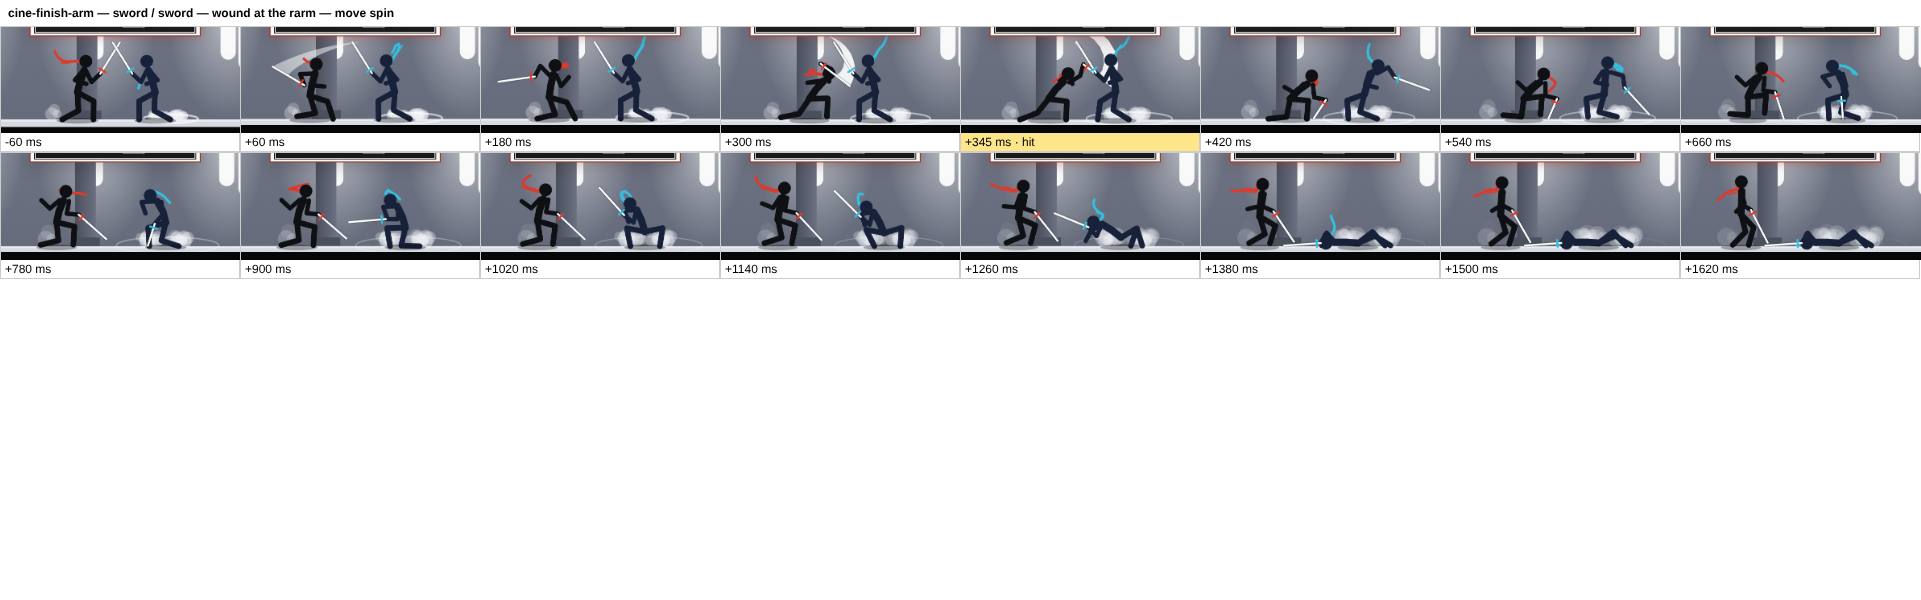 cine-finish-arm — sword / sword — wound at the rarm — move spin
-60 ms
+60 ms
+180 ms
+300 ms
+345 ms · hit
+420 ms
+540 ms
+660 ms
+780 ms
+900 ms
+1020 ms
+1140 ms
+1260 ms
+1380 ms
+1500 ms
+1620 ms